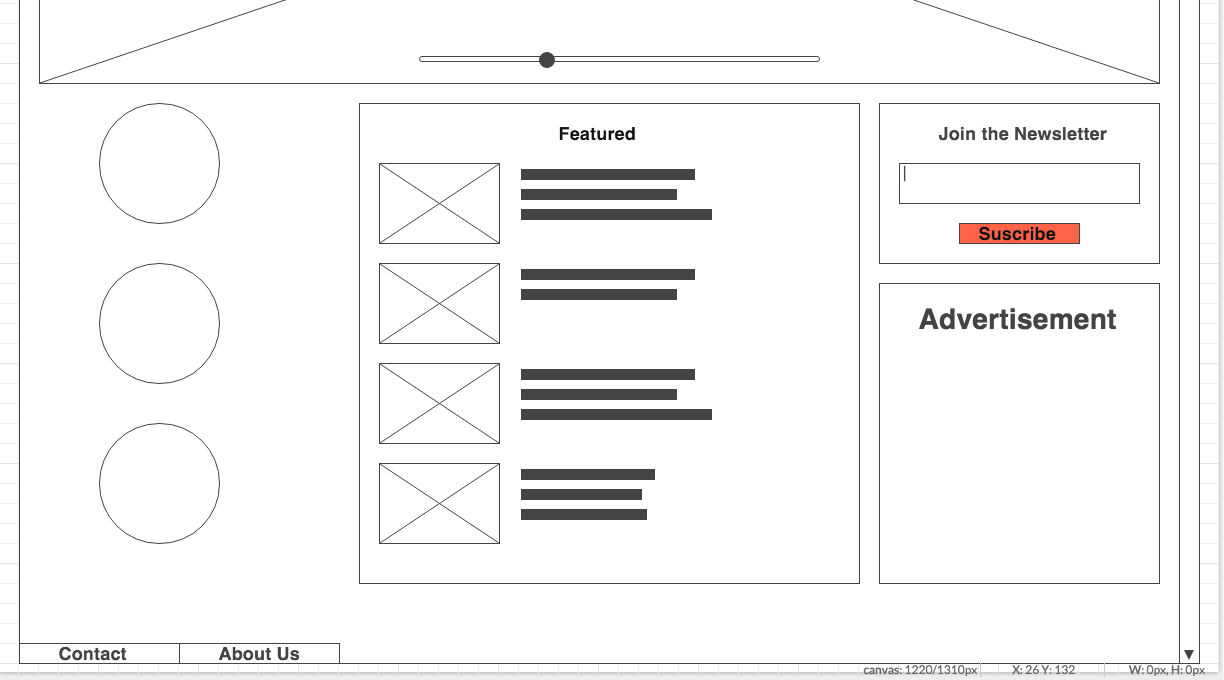 Featured
Join the Newsletter
Suscribe
Advertisement
Contact
About Us
canvas: 1220/1310px
X: 26 Y: 132
W: 0px, H: 0px